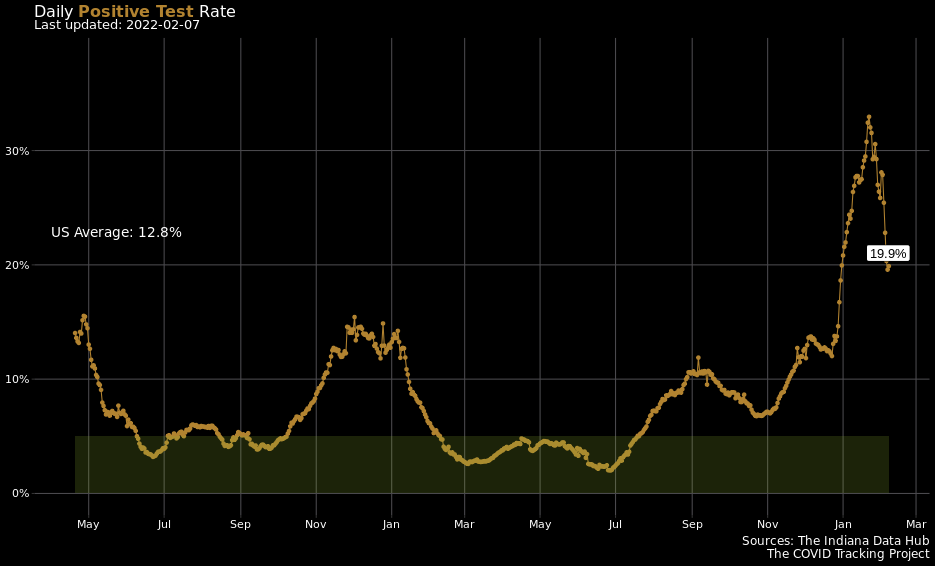 Daily Positive Test Rate
Last updated: 2022-02-07
30%
US Average: 12.8%
20%
19.9%
10%
0%
May Jul Sep Nov Jan Mar May Jul Sep Nov Jan Mar
Sources: The Indiana Data Hub
The COVID Tracking Project